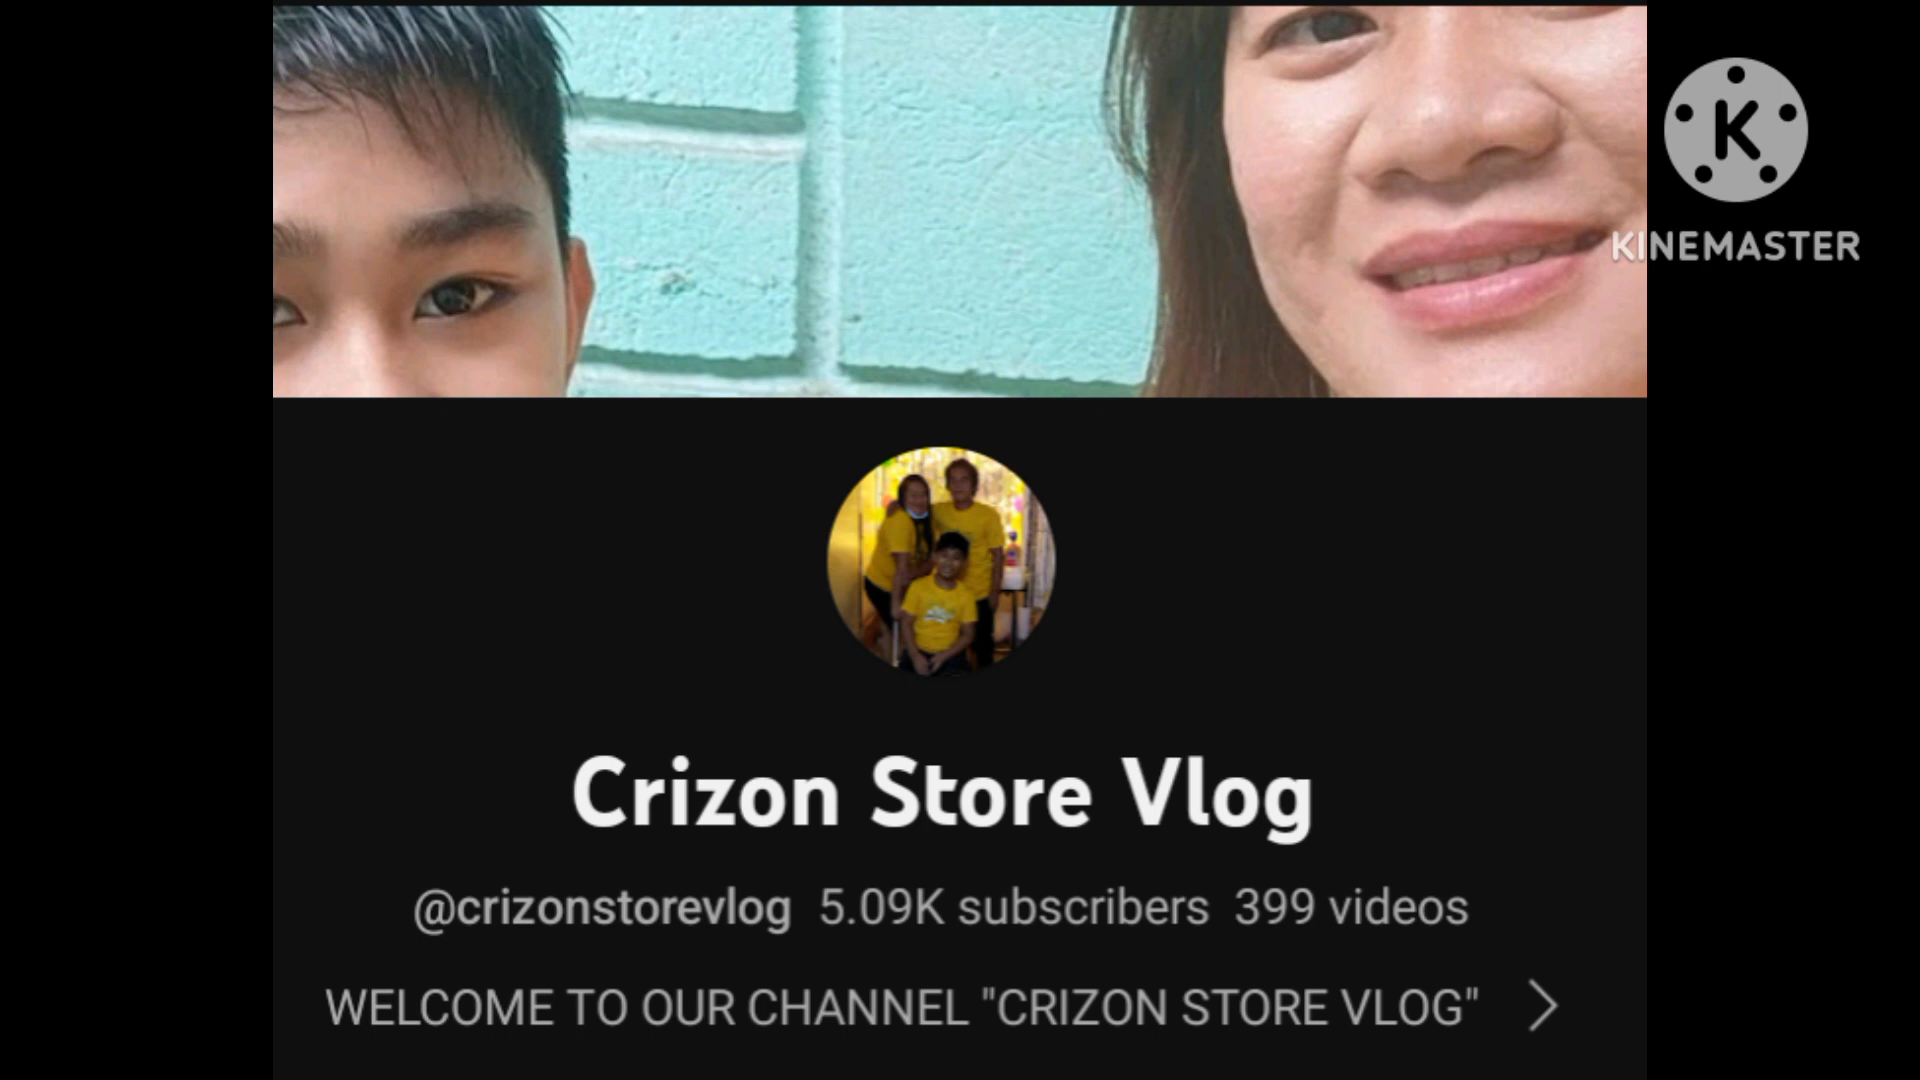 K
KINEMASTER
Crizon Store Vlog
@crizonstorevlog 5.09K subscribers 399 videos
WELCOME TO OUR CHANNEL "CRIZON STORE VLOG"